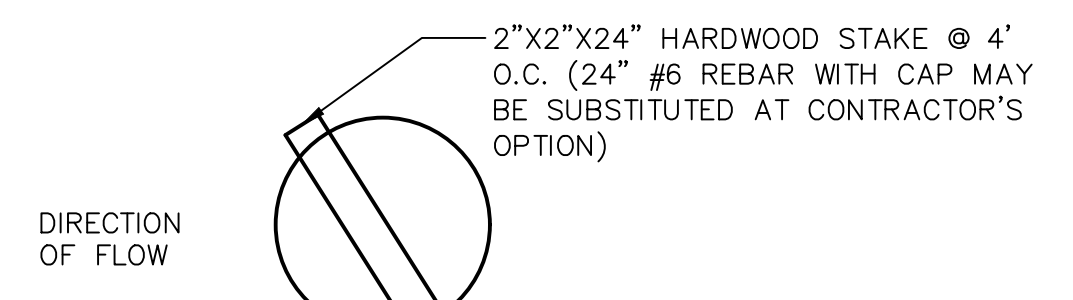 2”X2”X24” HARDWOOD STAKE @ 4’
O.C. (24” #6 REBAR WITH CAP MAY
BE SUBSTITUTED AT CONTRACTOR’S
OPTION)
DIRECTION
OF FLOW